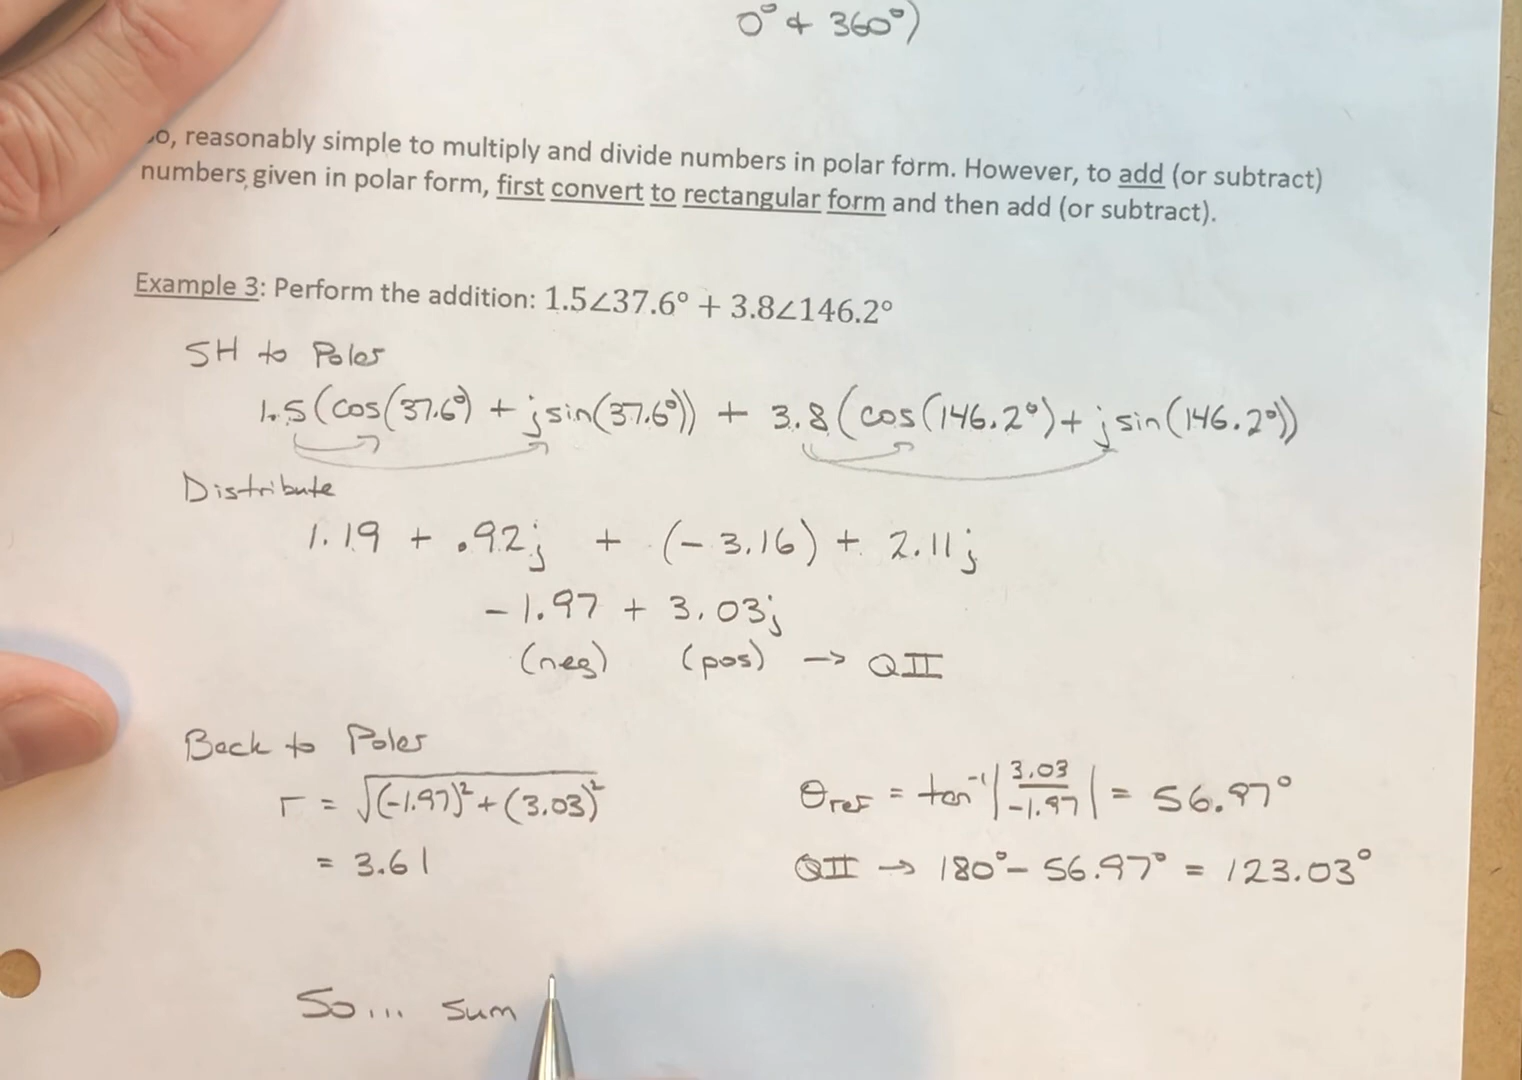 0° & 360°)
o, reasonably simple to multiply and divide numbers in polar form. However, to add (or subtract)
numbers given in polar form, first convert to rectangular form and then add (or subtract).
Example 3: Perform the addition: 1.5∠37.6° + 3.8∠146.2°
SH to Polar
1.5(cos(37.6°) + jsin(37.6°)) + 3.8(cos(146.2°) + jsin(146.2°))
Distribute
1.19 + .92j + (-3.16) + 2.11j
-1.97 + 3.03j
(neg) (pos) → QII
Back to Polar
r = √((-1.97)² + (3.03)²)
= 3.61
θref = tan⁻¹|3.03/-1.97| = 56.97°
QII → 180° - 56.97° = 123.03°
So... sum